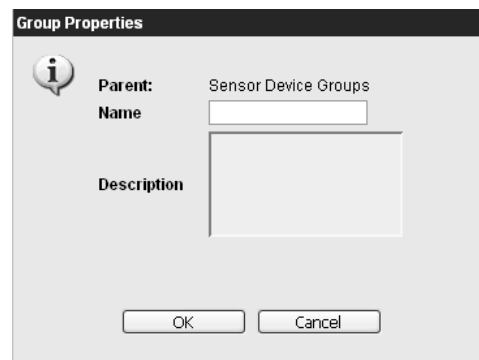 Group Properties
Parent: Sensor Device Groups
Name
Description
OK Cancel